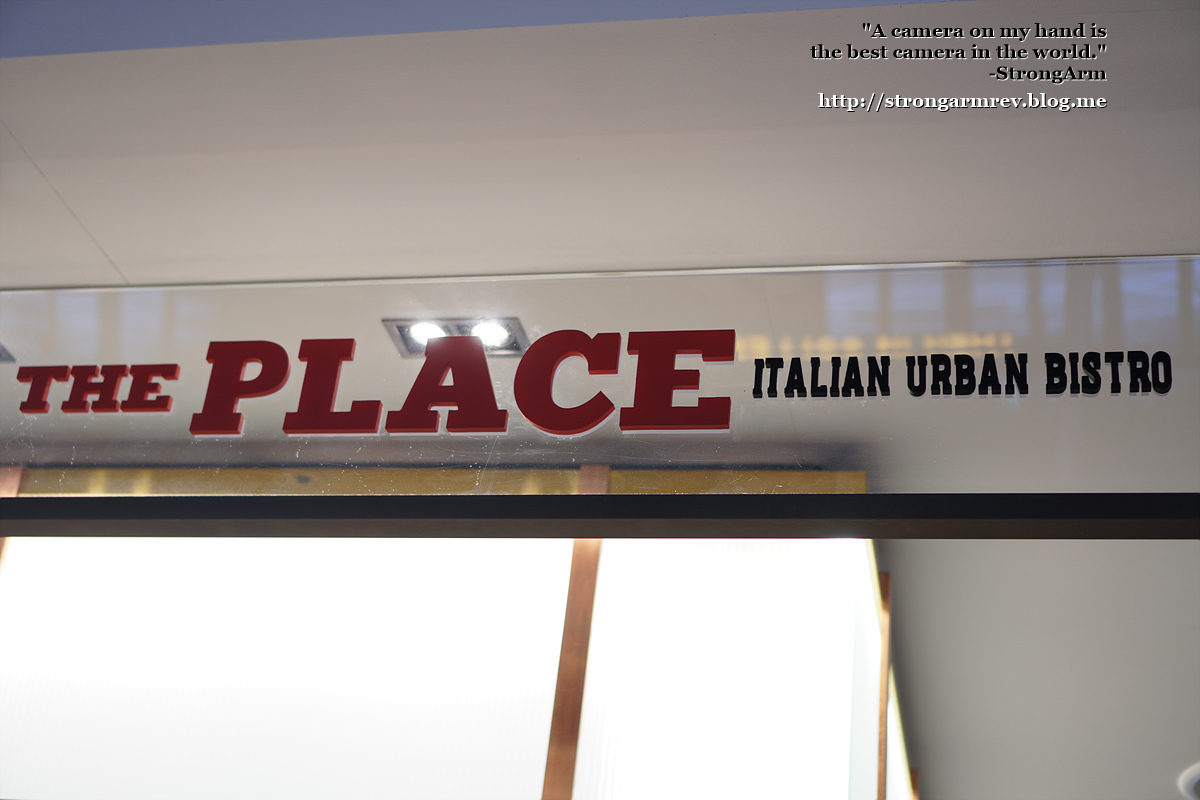 "A camera on my hand is
the best camera in the world."
-StrongArm
http://strongarmrev.blog.me
THE PLACE ITALIAN URBAN BISTRO